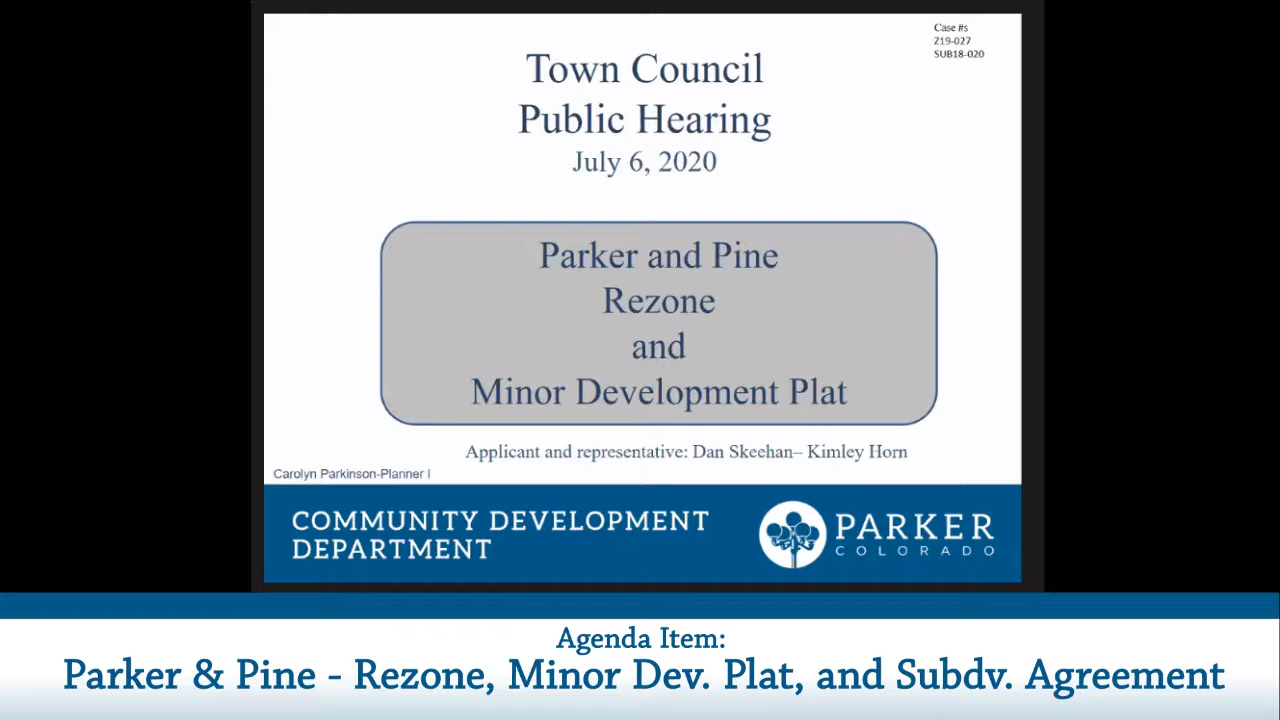 Case #s
Z19-027
SUB18-020
Town Council
Public Hearing
July 6, 2020
Parker and Pine
Rezone
and
Minor Development Plat
Applicant and representative: Dan Skeehan– Kimley Horn
Carolyn Parkinson-Planner I
COMMUNITY DEVELOPMENT
DEPARTMENT
PARKER
COLORADO
Agenda Item:
Parker & Pine - Rezone, Minor Dev. Plat, and Subdv. Agreement